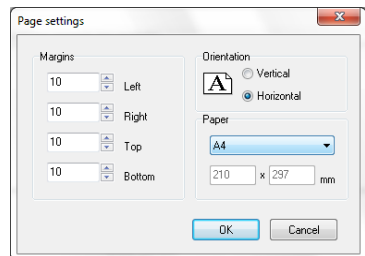 Page settings
Margins
10 Left
10 Right
10 Top
10 Bottom
Orientation
A
Vertical
Horizontal
Paper
A4
210 x 297 mm
OK Cancel